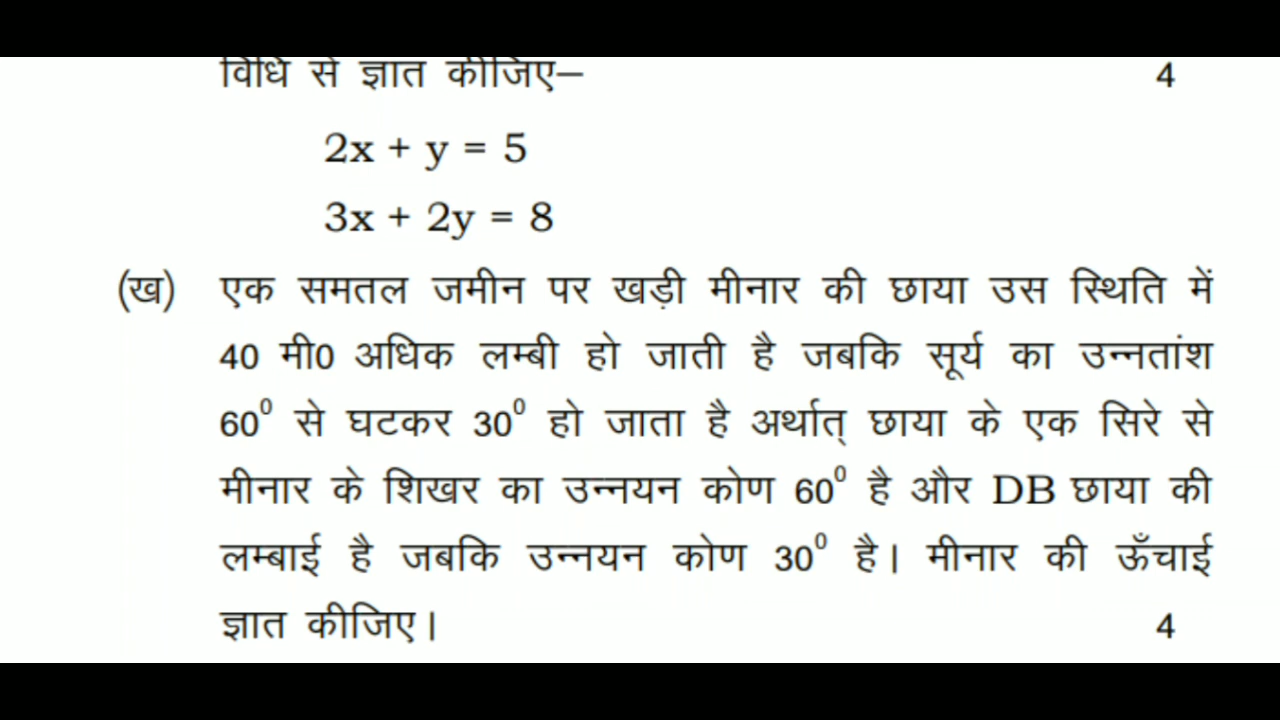 विधि से ज्ञात कीजिए– 4
2x + y = 5
3x + 2y = 8
(ख) एक समतल जमीन पर खड़ी मीनार की छाया उस स्थिति में
40 मी0 अधिक लम्बी हो जाती है जबकि सूर्य का उन्नतांश
60⁰ से घटकर 30⁰ हो जाता है अर्थात् छाया के एक सिरे से
मीनार के शिखर का उन्नयन कोण 60⁰ है और DB छाया की
लम्बाई है जबकि उन्नयन कोण 30⁰ है। मीनार की ऊँचाई
ज्ञात कीजिए। 4